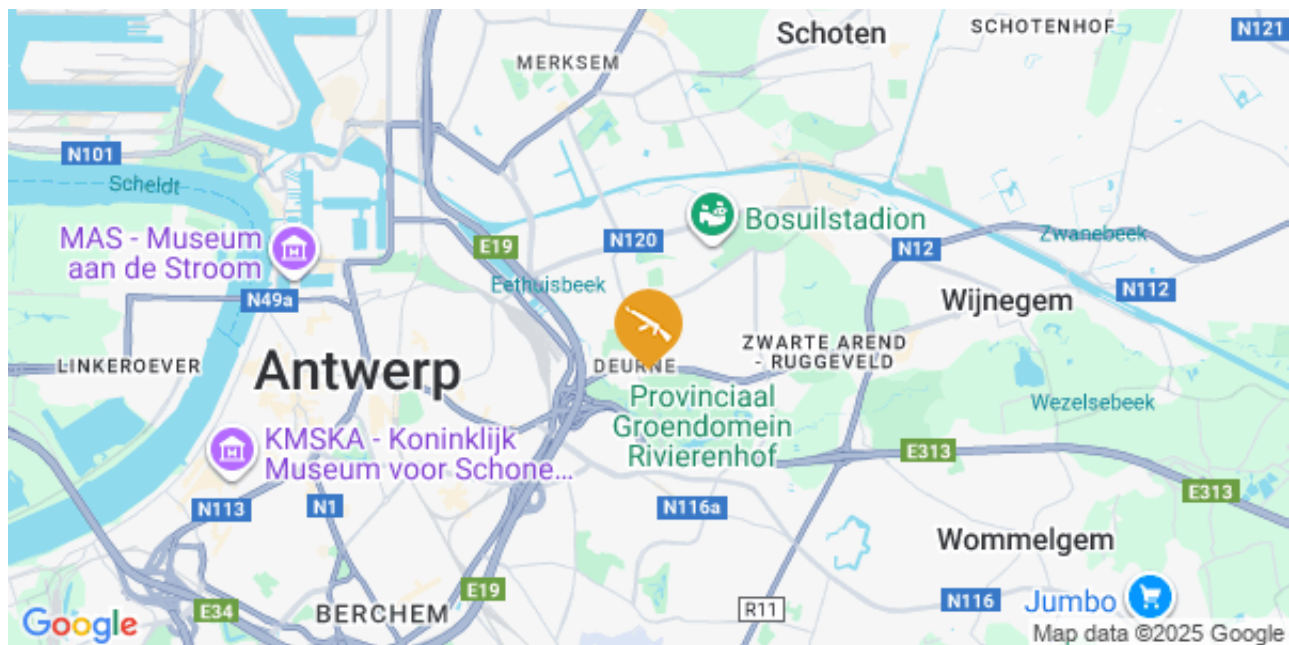 Schoten
SCHOTENHOF
N121
MERKSEM
N101
Scheldt
MAS - Museum
aan de Stroom
E19
N120
Bosuilstadion
N12
Zwanebeek
N49a
Eethuisbeek
N112
Wijnegem
LINKEROEVER
Antwerp
DEURNE
ZWARTE AREND
- RUGGEVELD
Provinciaal
Groendomein
Rivierenhof
Wezelsebeek
KMSKA - Koninklijk
Museum voor Schone...
E313
E313
N113
N1
N116a
Wommelgem
E19
E34
BERCHEM
R11
N116
Jumbo
Google
Map data ©2025 Google